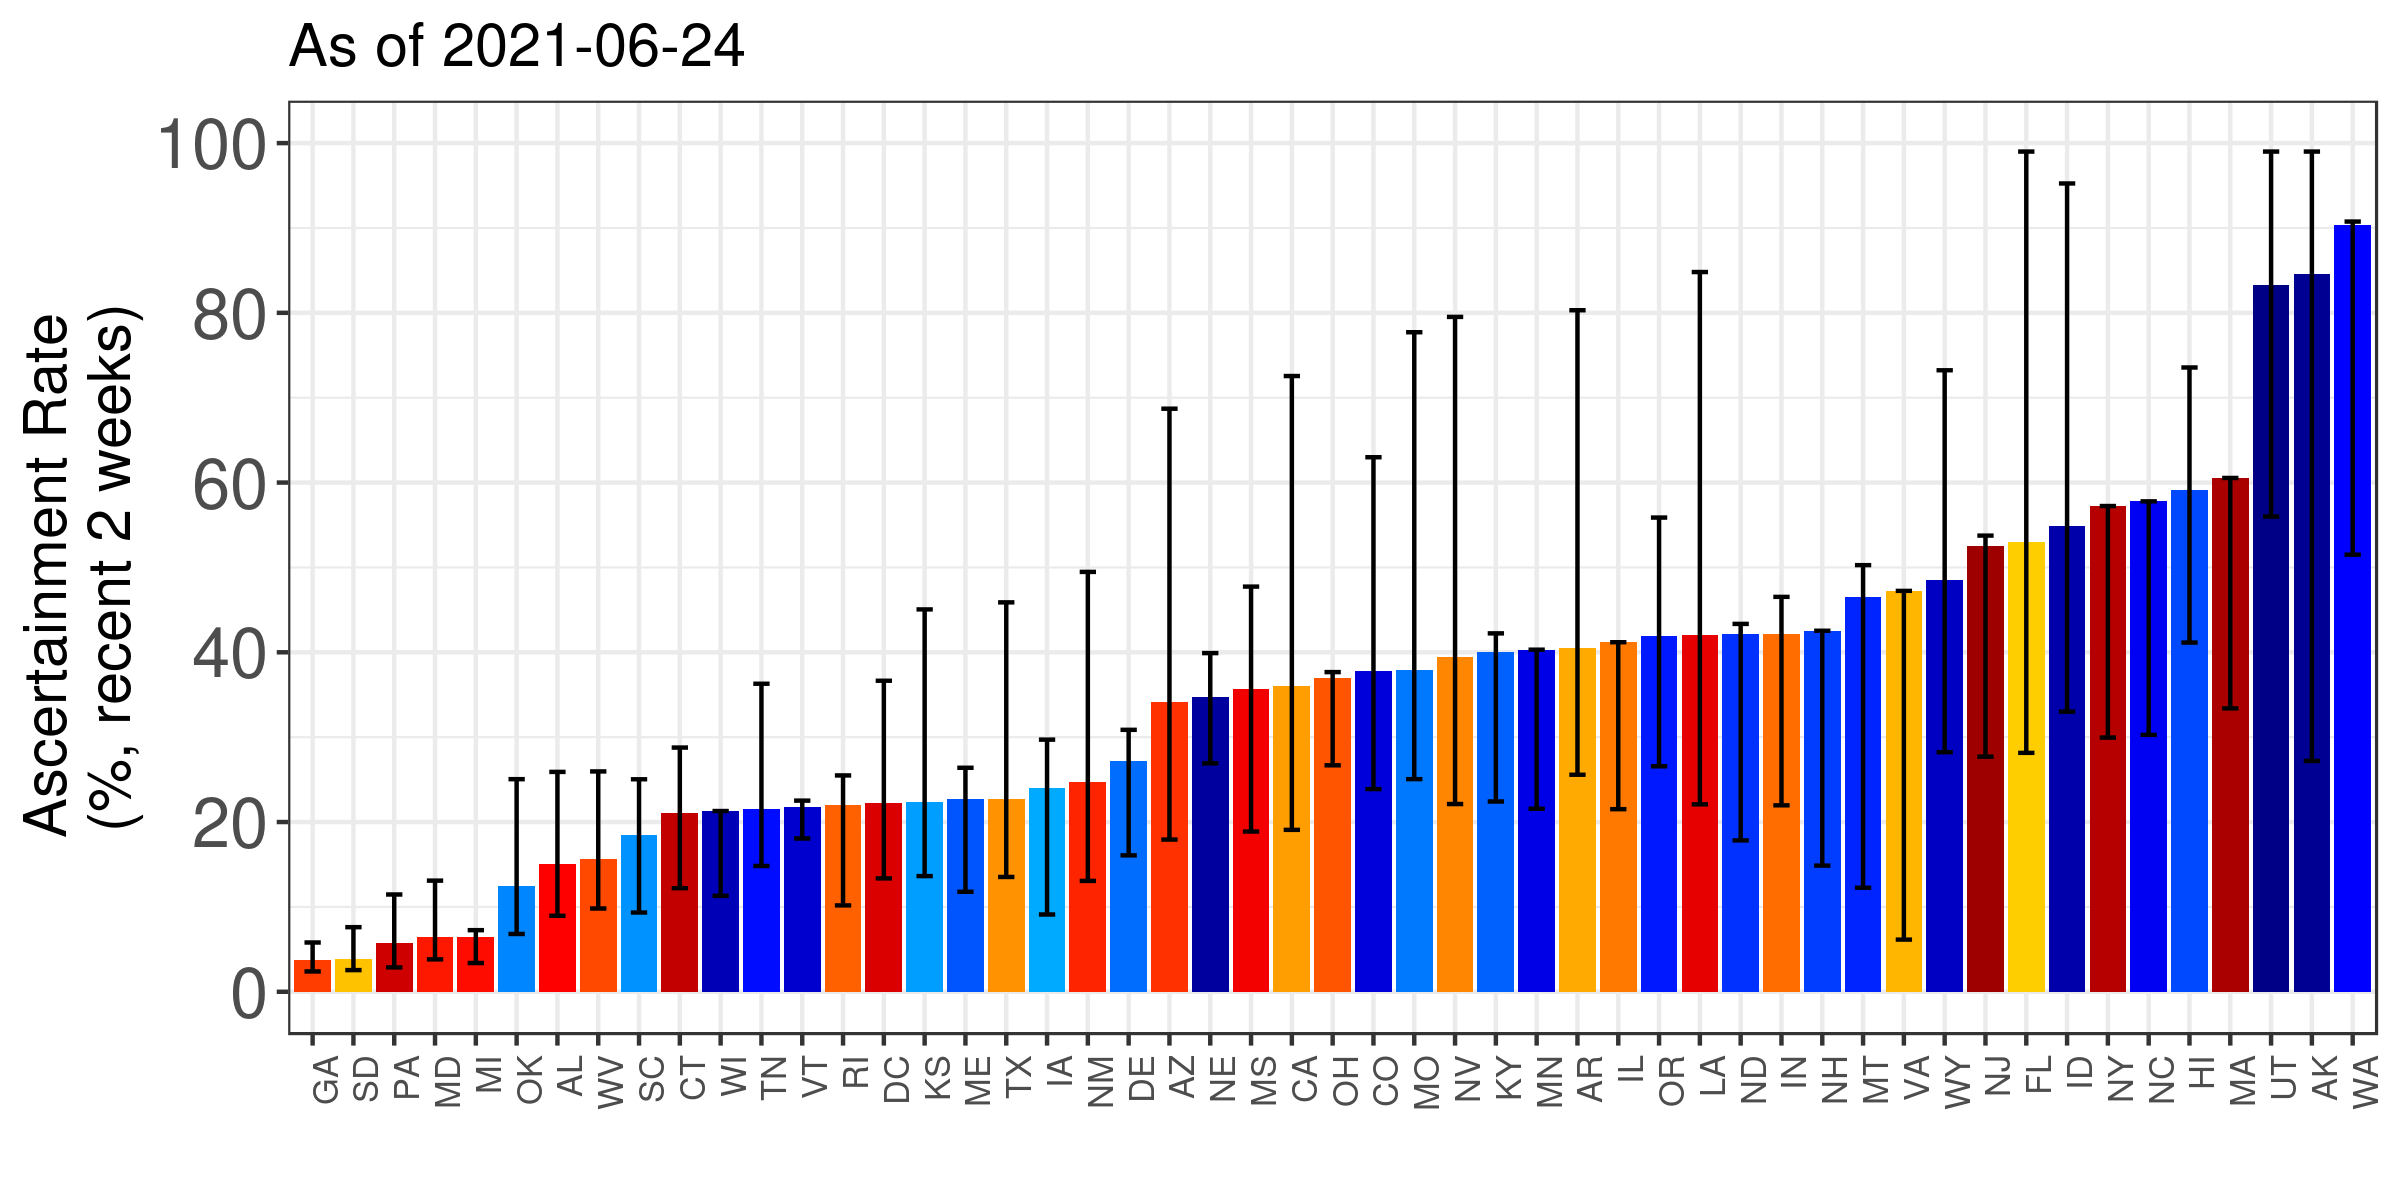 As of 2021-06-24
Ascertainment Rate
(%, recent 2 weeks)
100
80
60
40
20
0
GA SD PA MD MI OK AL WV SC CT WI TN VT RI DC KS ME TX IA NM DE AZ NE MS CA OH CO MO NV KY MN AR IL OR LA ND IN NH MT VA WY NJ FL ID NY NC HI MA UT AK WA